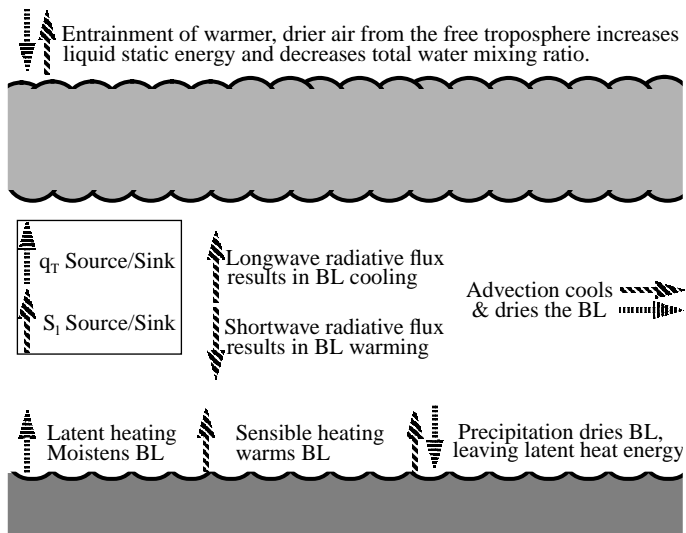 Entrainment of warmer, drier air from the free troposphere increases
liquid static energy and decreases total water mixing ratio.
q_T Source/Sink
S_l Source/Sink
Longwave radiative flux
results in BL cooling
Shortwave radiative flux
results in BL warming
Advection cools
& dries the BL
Latent heating
Moistens BL
Sensible heating
warms BL
Precipitation dries BL,
leaving latent heat energy